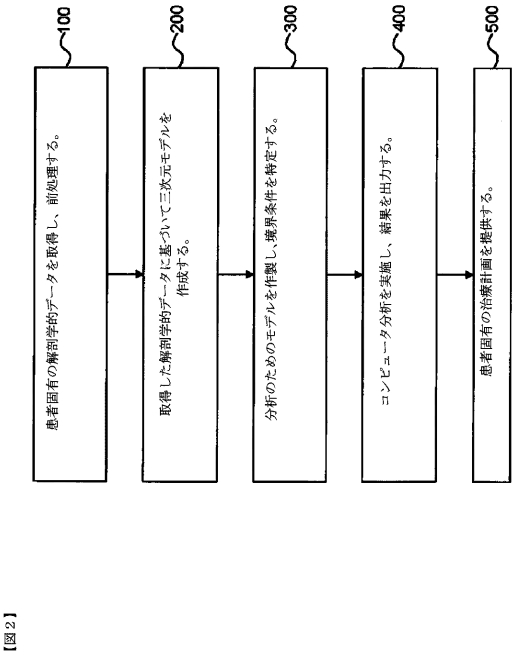 【図2】
患者固有の解剖学的データを取得し、前処理する。
100
取得した解剖学的データに基づいて三次元モデルを
作成する。
200
分析のためのモデルを作製し、境界条件を特定する。
300
コンピュータ分析を実施し、結果を出力する。
400
患者固有の治療計画を提供する。
500